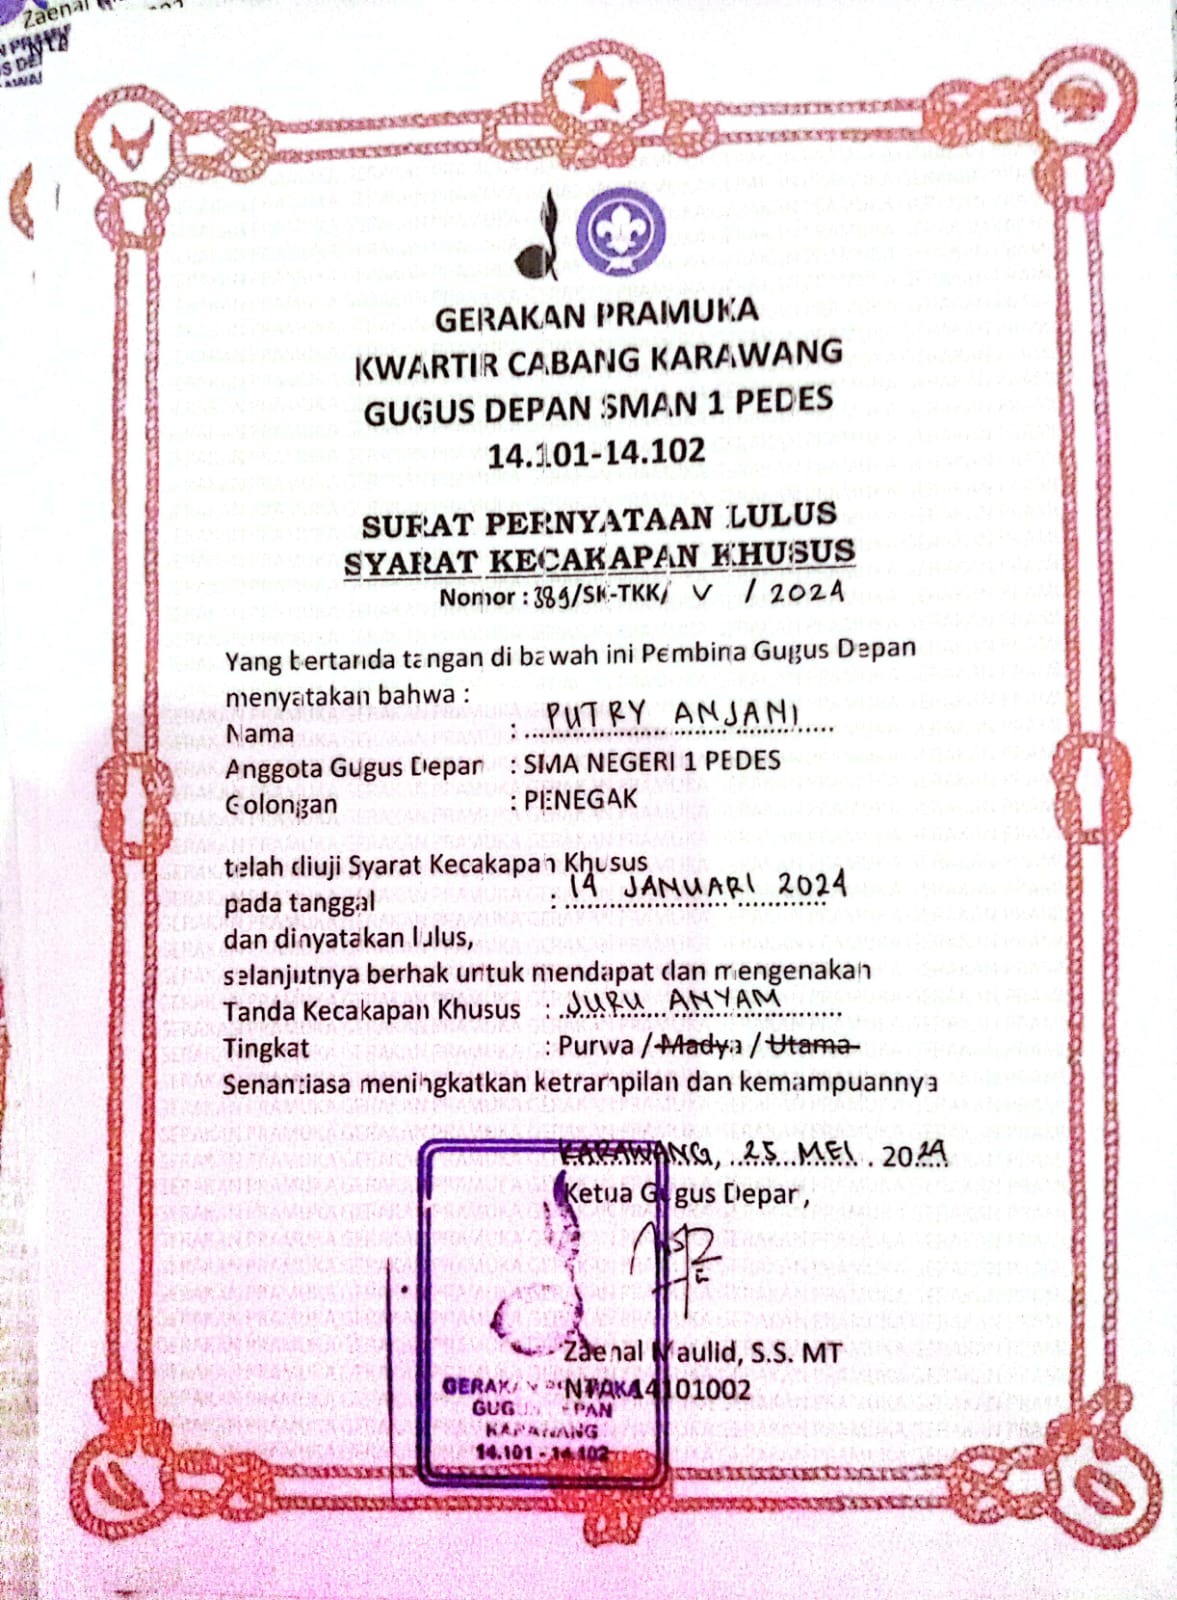 Zaenal
GERAKAN PRAMUKA
KWARTIR CABANG KARAWANG
GUGUS DEPAN SMAN 1 PEDES
14.101-14.102
SURAT PERNYATAAN LULUS
SYARAT KECAKAPAN KHUSUS
Nomor : 389/SK-TKK/ V / 2024
Yang bertanda tangan di bawah ini Pembina Gugus Depan
menyatakan bahwa :
Nama : PUTRY ANJANI
Anggota Gugus Depan : SMA NEGERI 1 PEDES
Golongan : PENEGAK
telah diuji Syarat Kecakapan Khusus
pada tanggal : 14 JANUARI 2024
dan dinyatakan lulus,
selanjutnya berhak untuk mendapat dan mengenakan
Tanda Kecakapan Khusus : JURU ANYAM
Tingkat : Purwa / Madya / Utama
Senantiasa meningkatkan ketrampilan dan kemampuannya
KARAWANG, 25 MEI. 2024
Ketua Gugus Depan,
Zaenal Maulid, S.S. MT
NTA. 14101002
GERAKAN PRAMUKA
GUGUS DEPAN
KARAWANG
14.101 - 14.102